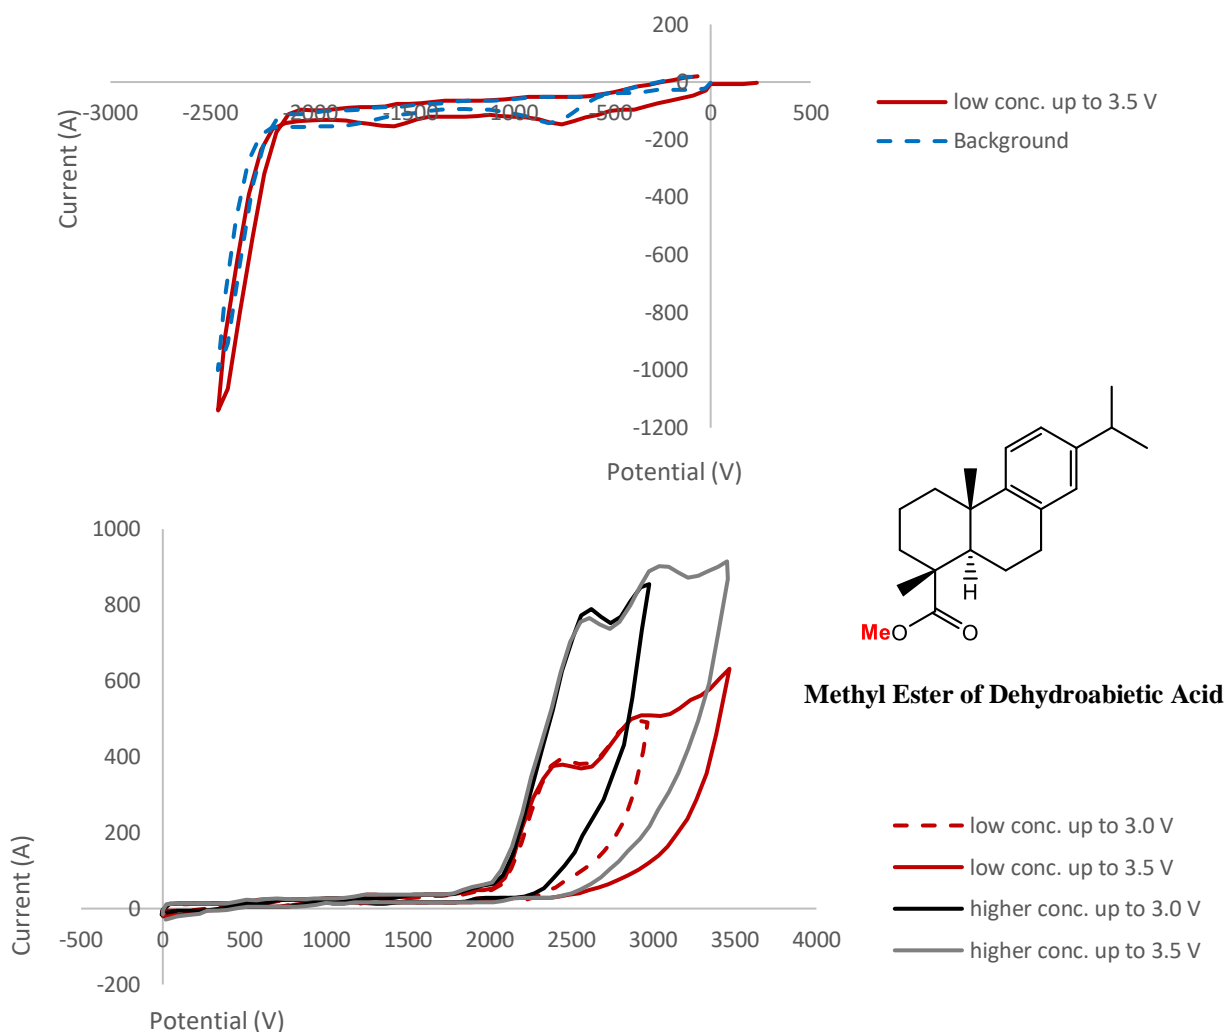 200
0
-200
-400
-600
-800
-1000
-1200
-3000 -2500 -2000 -1500 -1000 -500 0 500
Current (A)
Potential (V)
low conc. up to 3.5 V
Background
H
MeO
O
Methyl Ester of Dehydroabietic Acid
1000
800
600
400
200
0
-200
-500 0 500 1000 1500 2000 2500 3000 3500 4000
Current (A)
Potential (V)
low conc. up to 3.0 V
low conc. up to 3.5 V
higher conc. up to 3.0 V
higher conc. up to 3.5 V